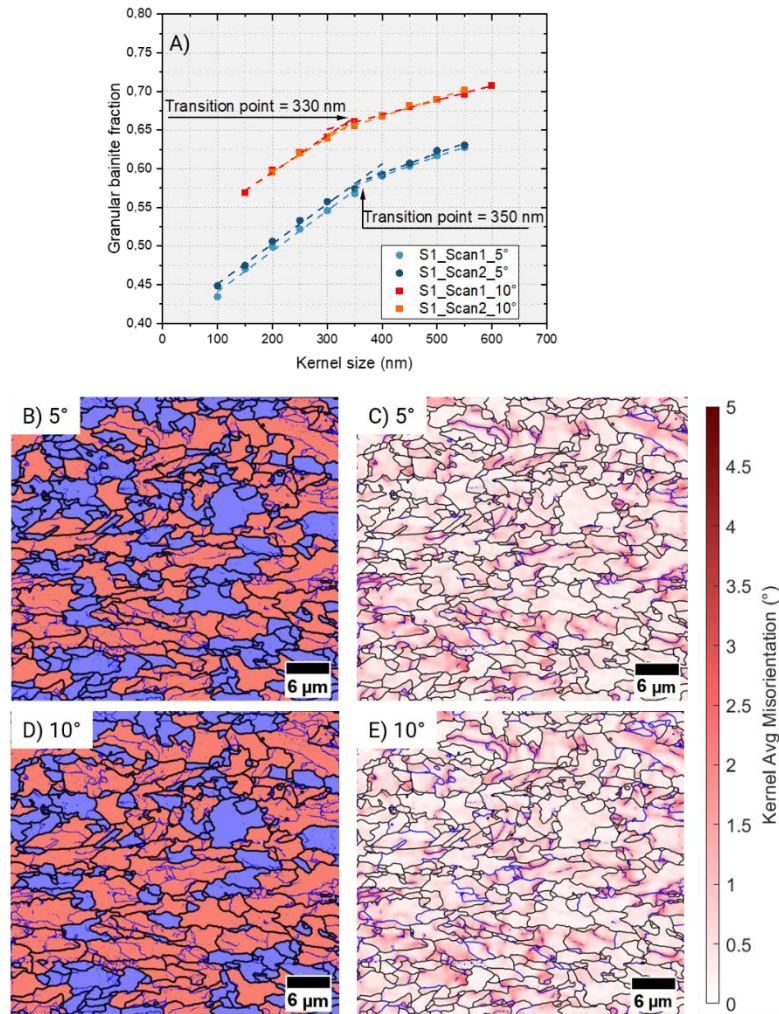 A)
0,80
0,75
0,70
0,65
0,60
0,55
0,50
0,45
0,40
Granular bainite fraction
Transition point = 330 nm
Transition point = 350 nm
S1_Scan1_5°
S1_Scan2_5°
S1_Scan1_10°
S1_Scan2_10°
0 100 200 300 400 500 600 700
Kernel size (nm)
B) 5°
6 µm
C) 5°
6 µm
D) 10°
6 µm
E) 10°
6 µm
5
4.5
4
3.5
3
2.5
2
1.5
1
0.5
0
Kernel Avg Misorientation (°)